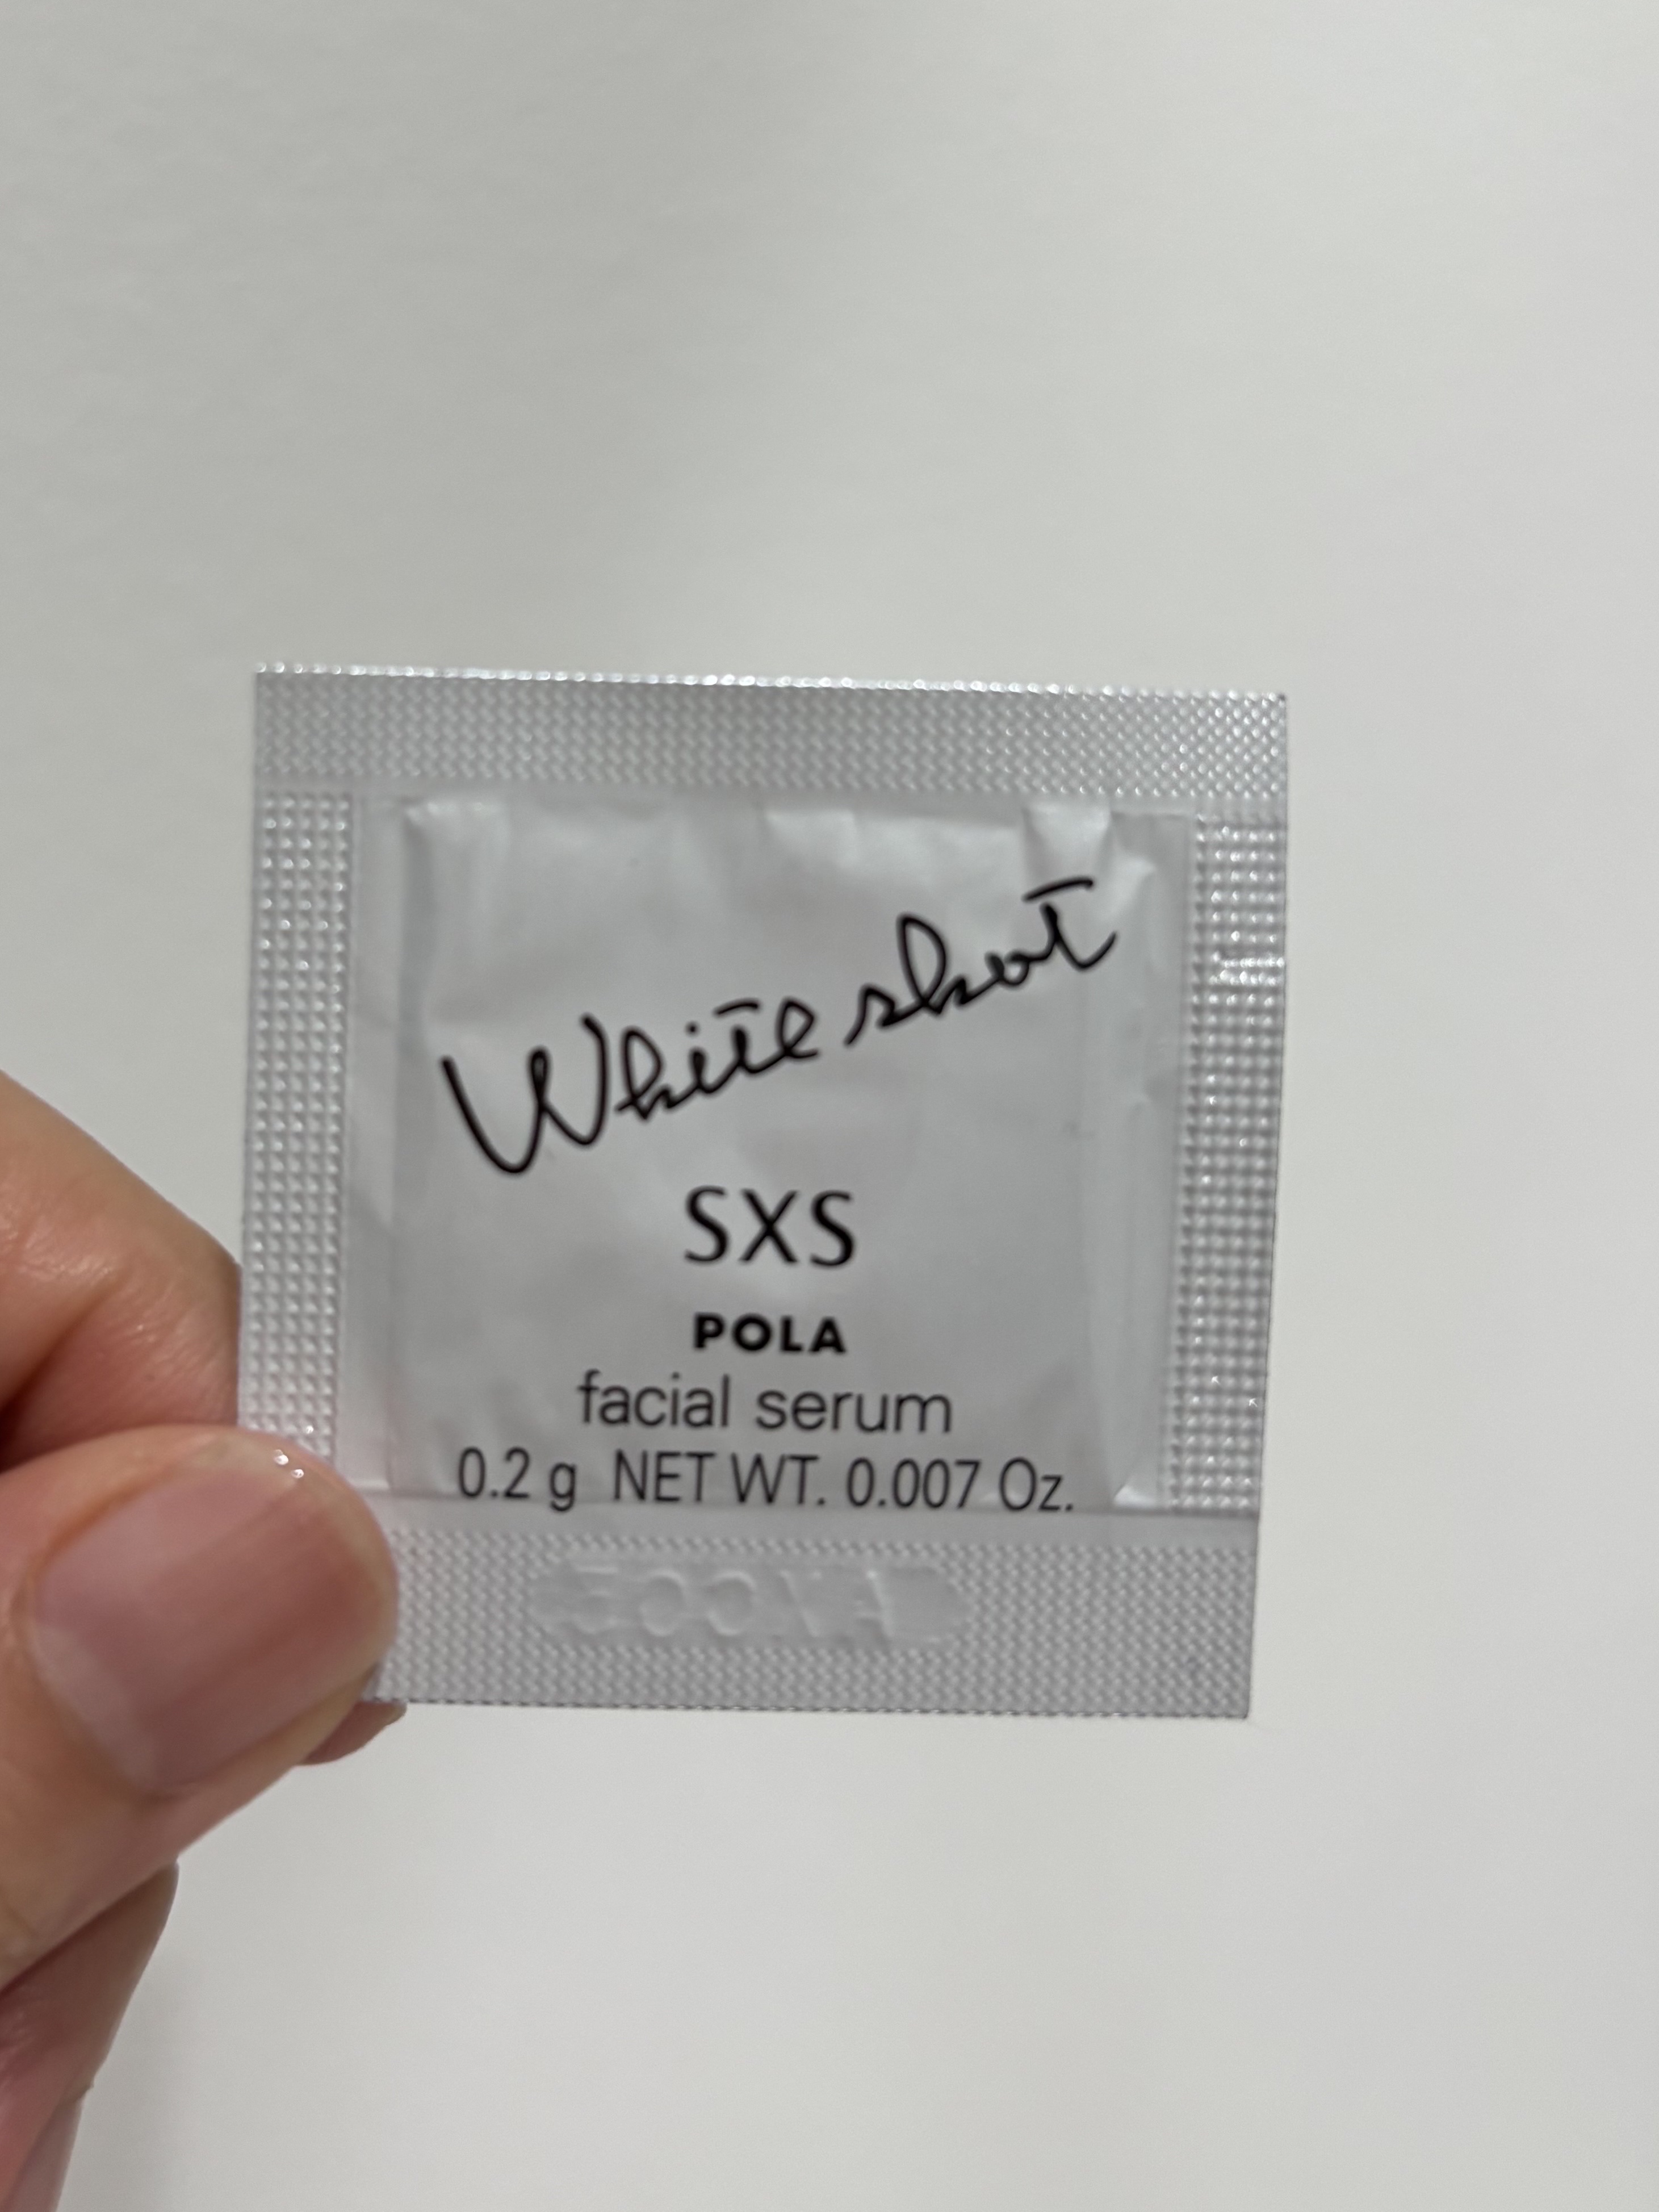 White shot
SXS
POLA
facial serum
0.2 g NET WT. 0.007 Oz.